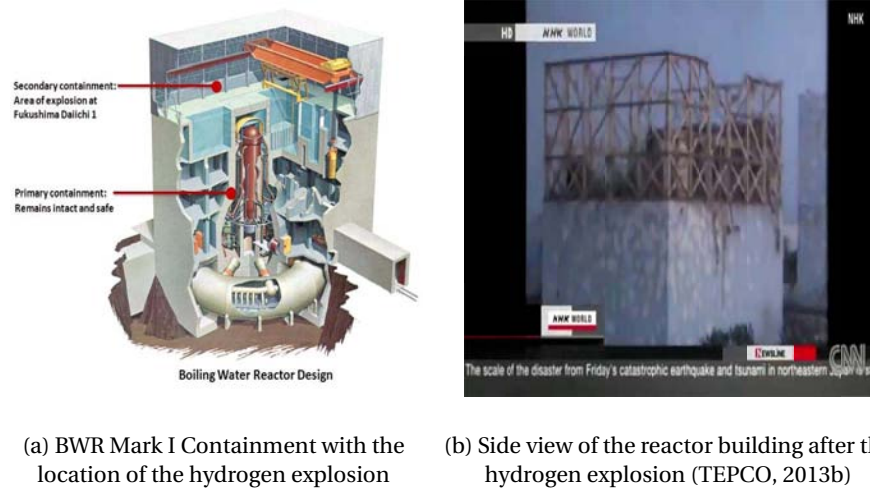 Secondary containment:
Area of explosion at
Fukushima Daiichi 1
Primary containment:
Remains intact and safe
Boiling Water Reactor Design
HD NHK WORLD
NHK
NHK WORLD
NEWSLINE
CNN
The scale of the disaster from Friday's catastrophic earthquake and tsunami in northeastern
(a) BWR Mark I Containment with the
location of the hydrogen explosion
(b) Side view of the reactor building after th
hydrogen explosion (TEPCO, 2013b)